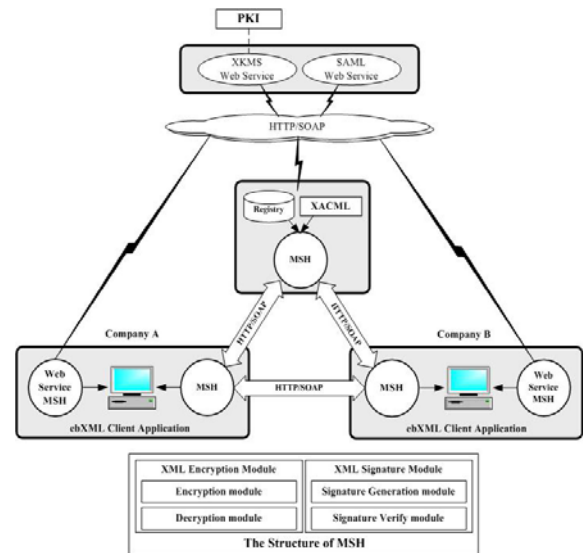 PKI
XKMS
Web Service
SAML
Web Service
HTTP/SOAP
Registry
XACML
MSH
HTTP/SOAP
HTTP/SOAP
Company A
Company B
Web
Service
MSH
MSH
HTTP/SOAP
MSH
Web
Service
MSH
ebXML Client Application
ebXML Client Application
XML Encryption Module
XML Signature Module
Encryption module
Signature Generation module
Decryption module
Signature Verify module
The Structure of MSH